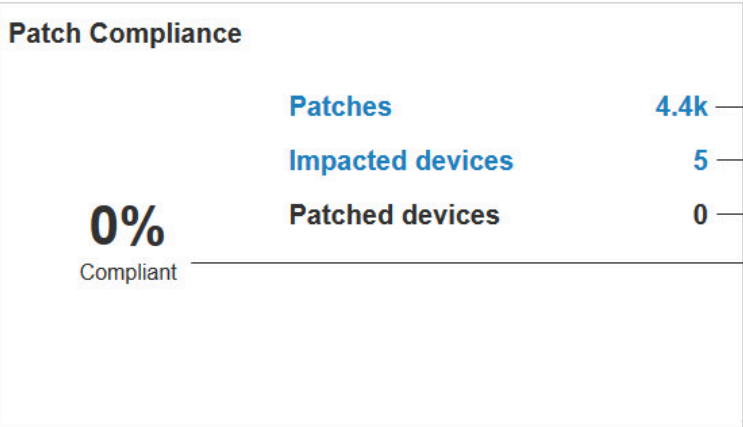 Patch Compliance
Patches 4.4k
Impacted devices 5
Patched devices 0
0%
Compliant